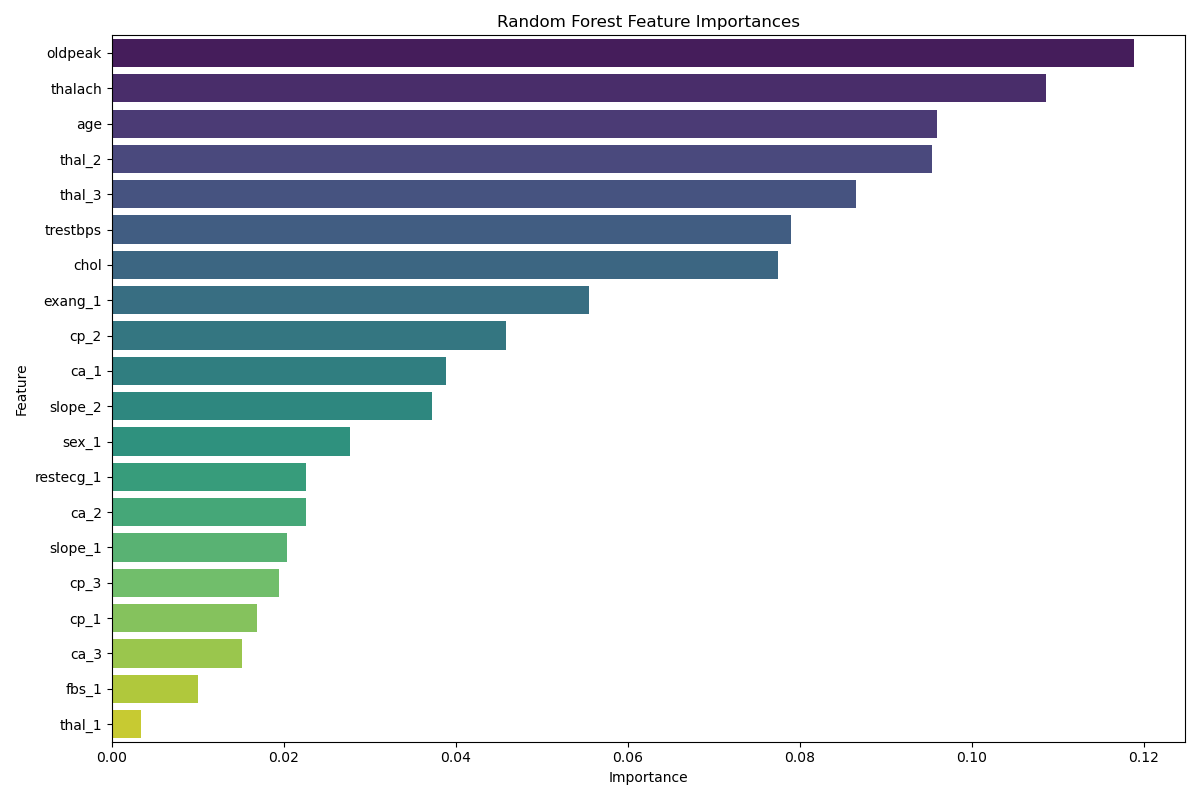 Random Forest Feature Importances
oldpeak
thalach
age
thal_2
thal_3
trestbps
chol
exang_1
cp_2
ca_1
slope_2
sex_1
restecg_1
ca_2
slope_1
cp_3
cp_1
ca_3
fbs_1
thal_1
Feature
0.00 0.02 0.04 0.06 0.08 0.10 0.12
Importance